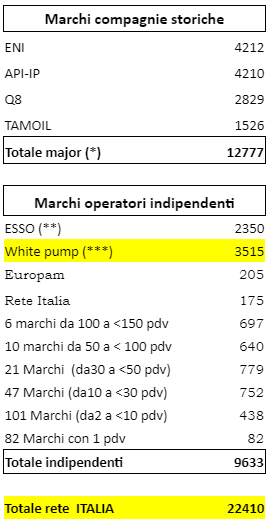 Marchi compagnie storiche
ENI 4212
API-IP 4210
Q8 2829
TAMOIL 1526
Totale major (*) 12777
Marchi operatori indipendenti
ESSO (**) 2350
White pump (***) 3515
Europam 205
Rete Italia 175
6 marchi da 100 a <150 pdv 697
10 marchi da 50 a < 100 pdv 640
21 Marchi (da30 a <50 pdv) 779
47 Marchi (da10 a <30 pdv) 752
101 Marchi (da2 a <10 pdv) 438
82 Marchi con 1 pdv 82
Totale indipendenti 9633
Totale rete ITALIA 22410